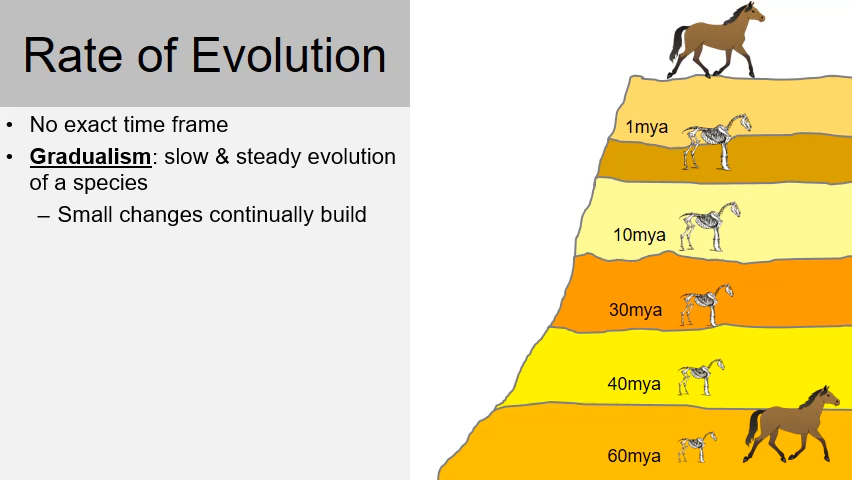 Rate of Evolution
• No exact time frame
• Gradualism: slow & steady evolution
of a species
– Small changes continually build
1mya
10mya
30mya
40mya
60mya